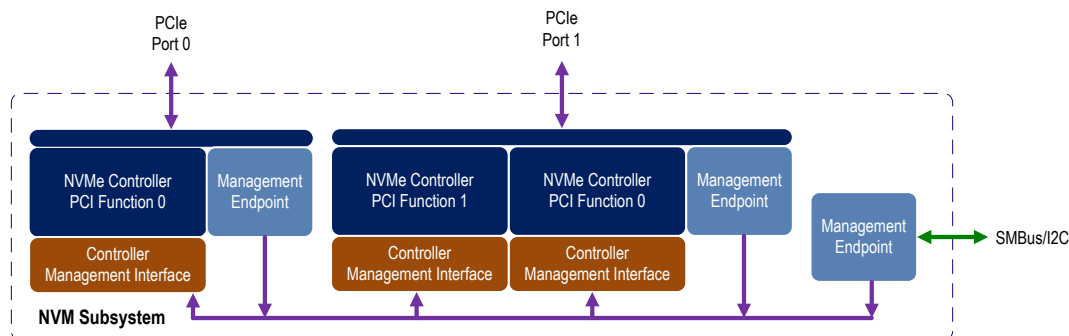 PCIe
Port 0
PCIe
Port 1
NVMe Controller
PCI Function 0
Management
Endpoint
NVMe Controller
PCI Function 1
NVMe Controller
PCI Function 0
Management
Endpoint
Management
Endpoint
SMBus/I2C
Controller
Management Interface
Controller
Management Interface
Controller
Management Interface
NVM Subsystem